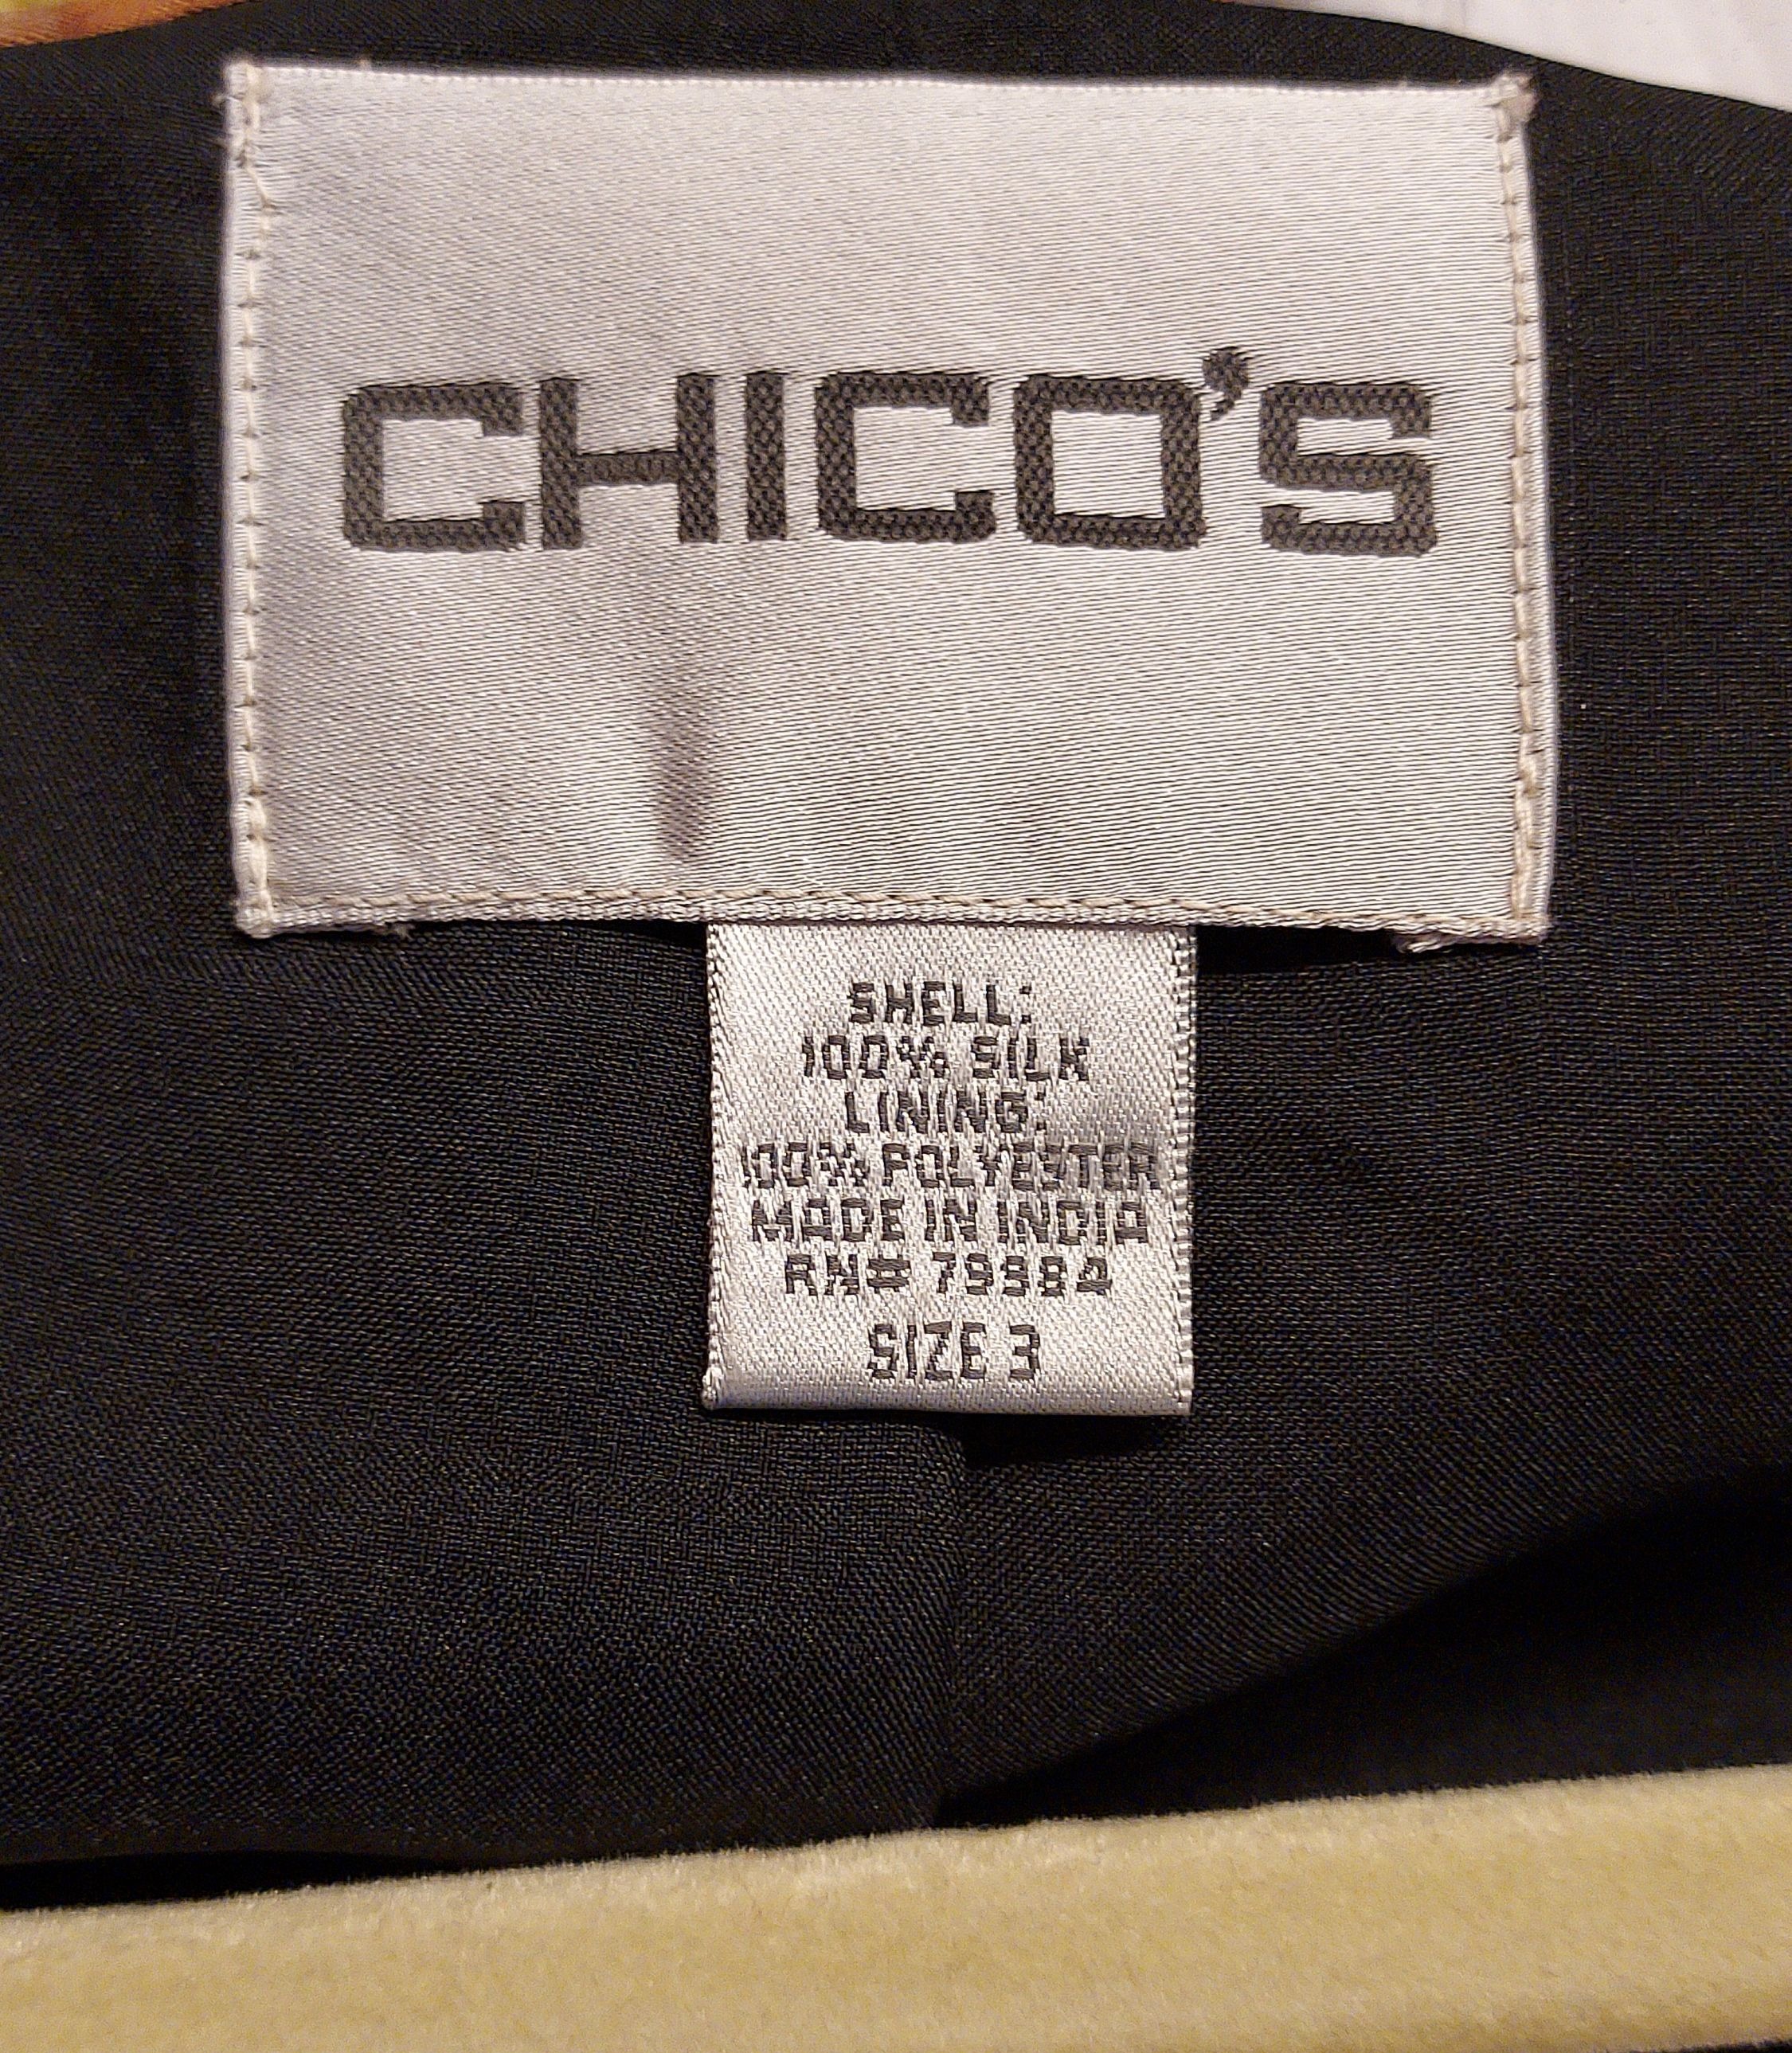 CHICO'S
SHELL:
100% SILK
LINING:
100% POLYESTER
MADE IN INDIA
RN# 79984
SIZE 3